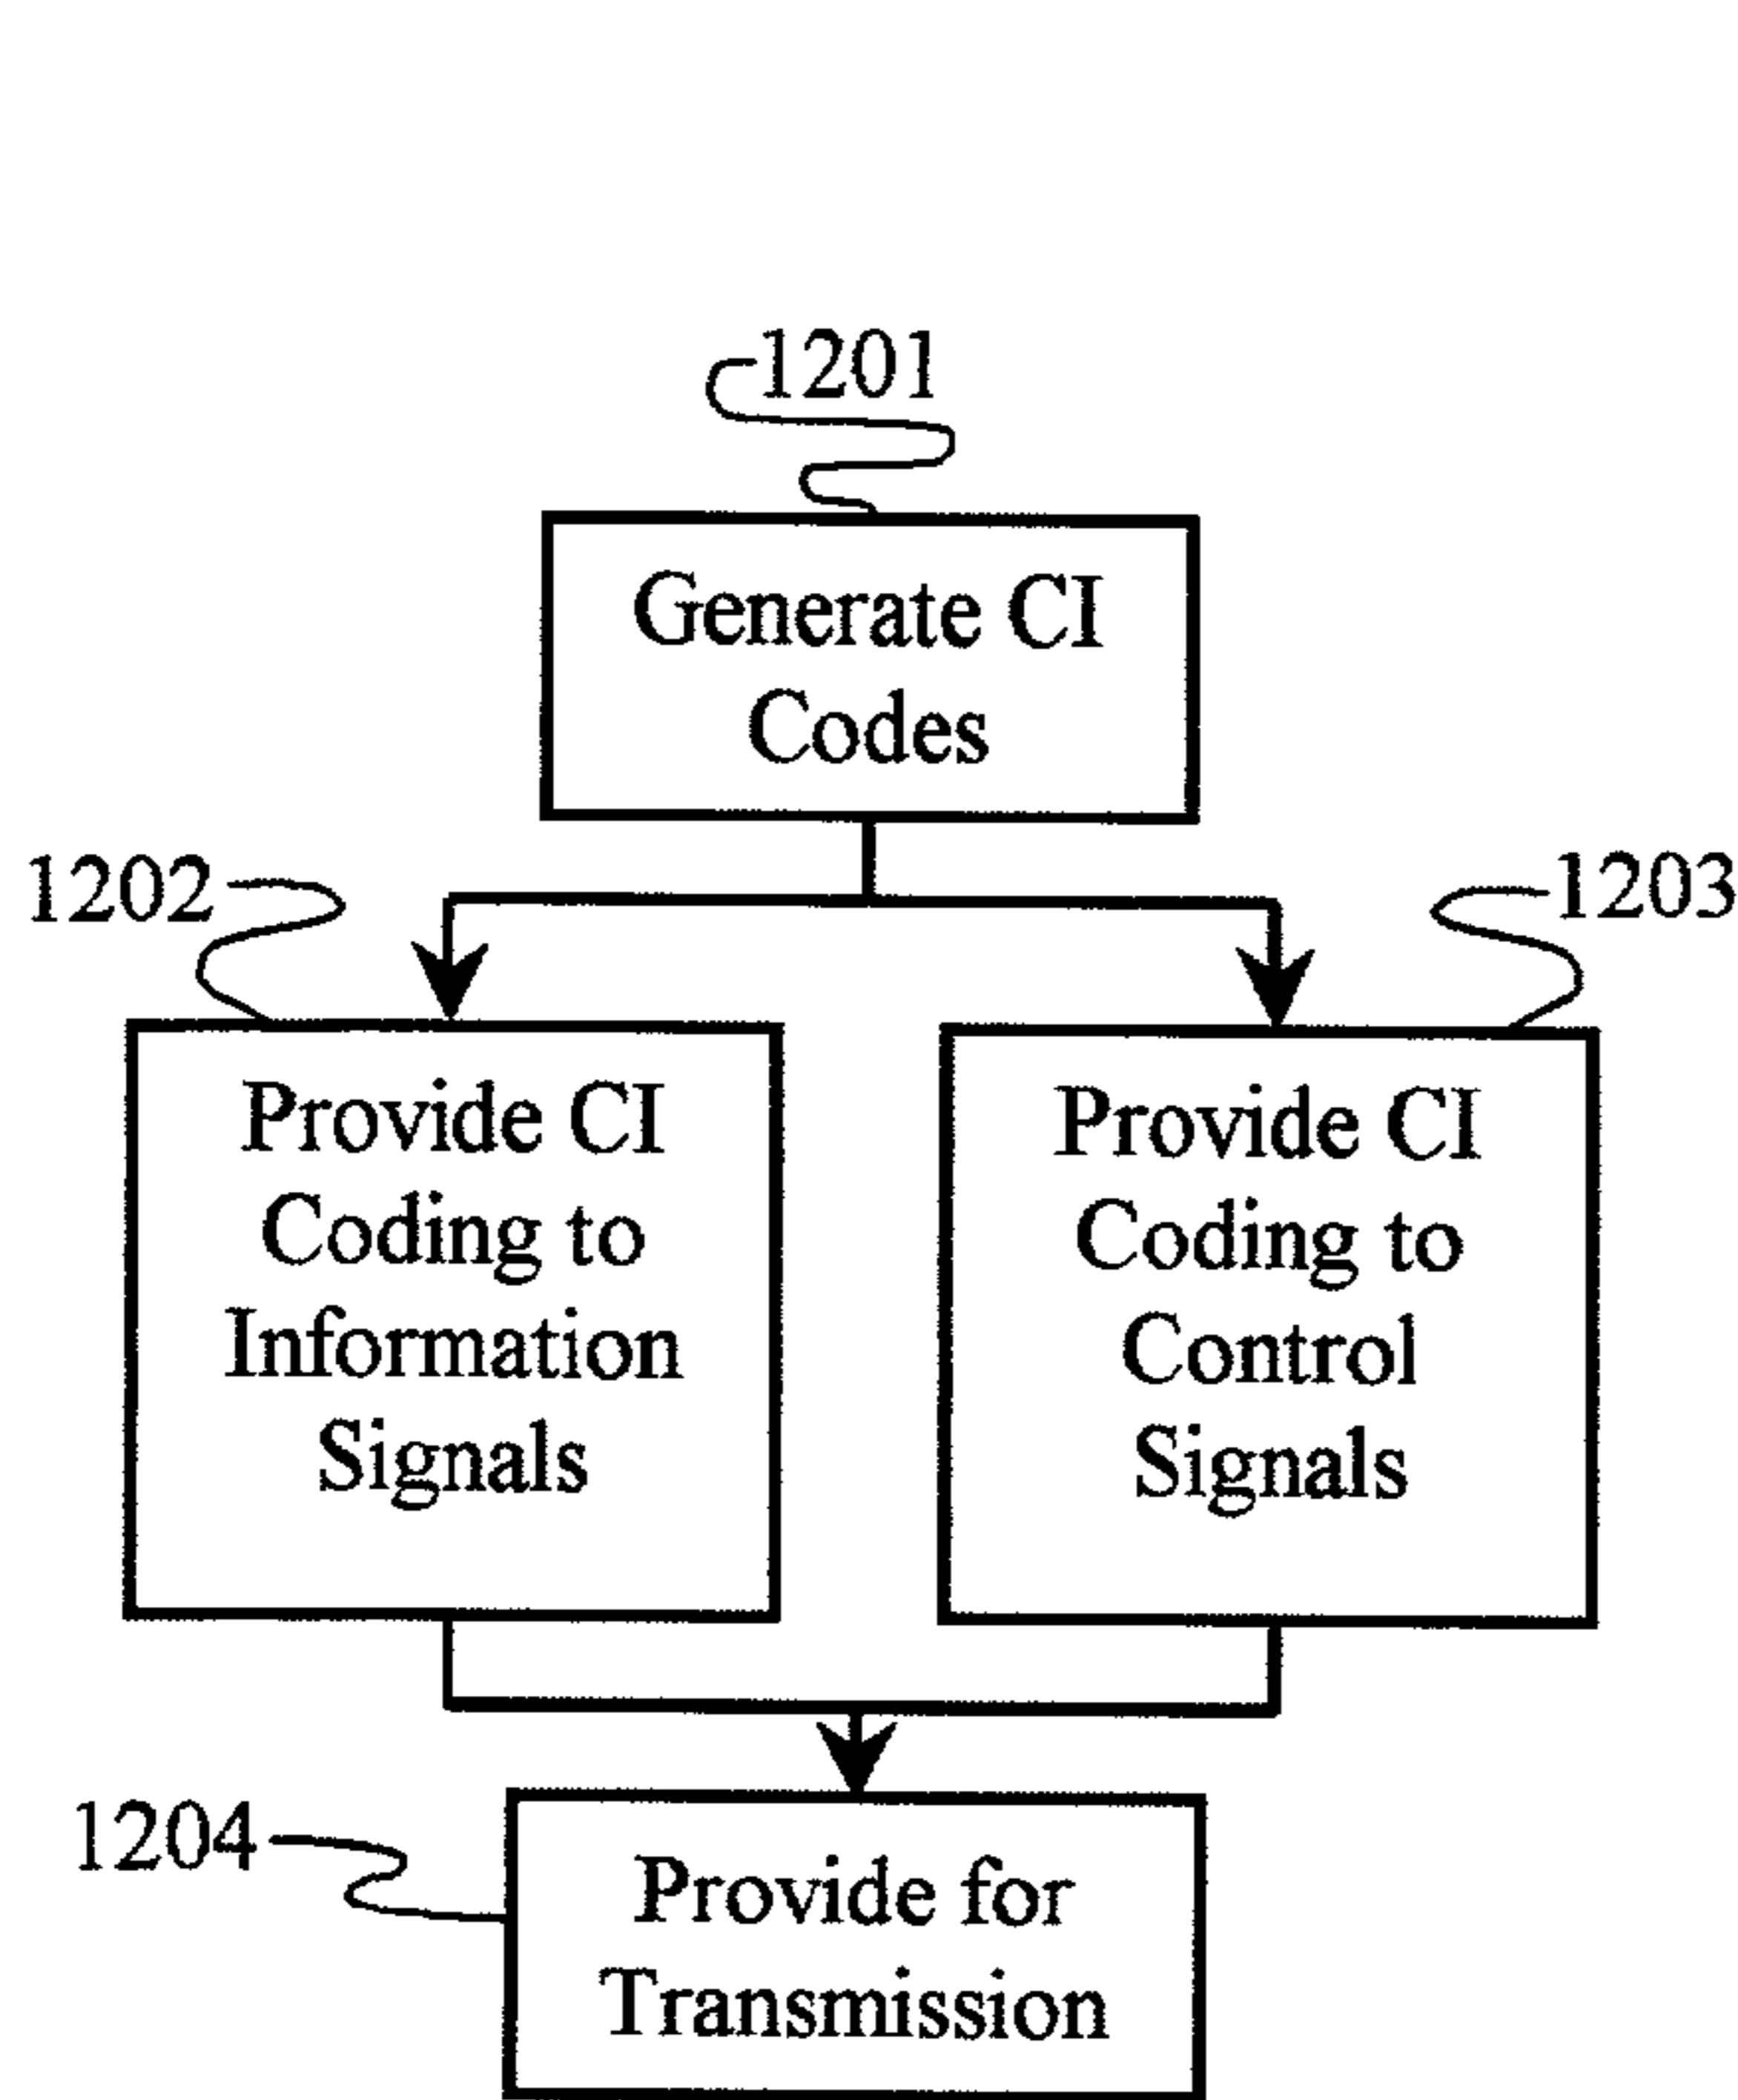 1201
Generate CI
Codes
1202
1203
Provide CI
Coding to
Information
Signals
Provide CI
Coding to
Control
Signals
1204
Provide for
Transmission